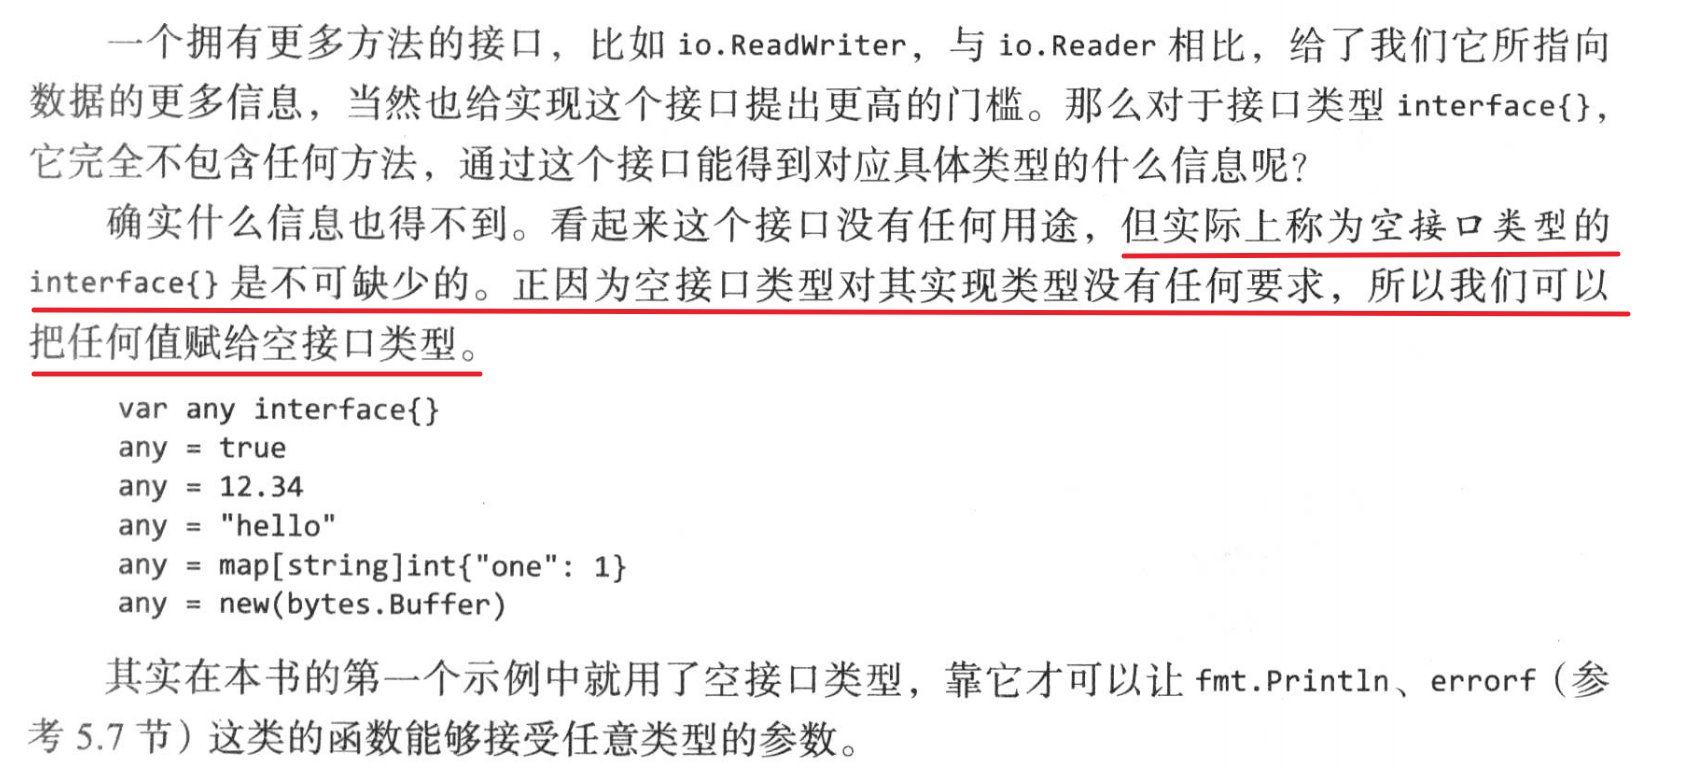 一个拥有更多方法的接口，比如 io.ReadWriter，与 io.Reader 相比，给了我们它所指向
数据的更多信息，当然也给实现这个接口提出更高的门槛。那么对于接口类型 interface{}，
它完全不包含任何方法，通过这个接口能得到对应具体类型的什么信息呢？
确实什么信息也得不到。看起来这个接口没有任何用途，但实际上称为空接口类型的
interface{} 是不可缺少的。正因为空接口类型对其实现类型没有任何要求，所以我们可以
把任何值赋给空接口类型。
var any interface{}
any = true
any = 12.34
any = "hello"
any = map[string]int{"one": 1}
any = new(bytes.Buffer)
其实在本书的第一个示例中就用了空接口类型，靠它才可以让 fmt.Println、errorf（参
考 5.7 节）这类的函数能够接受任意类型的参数。